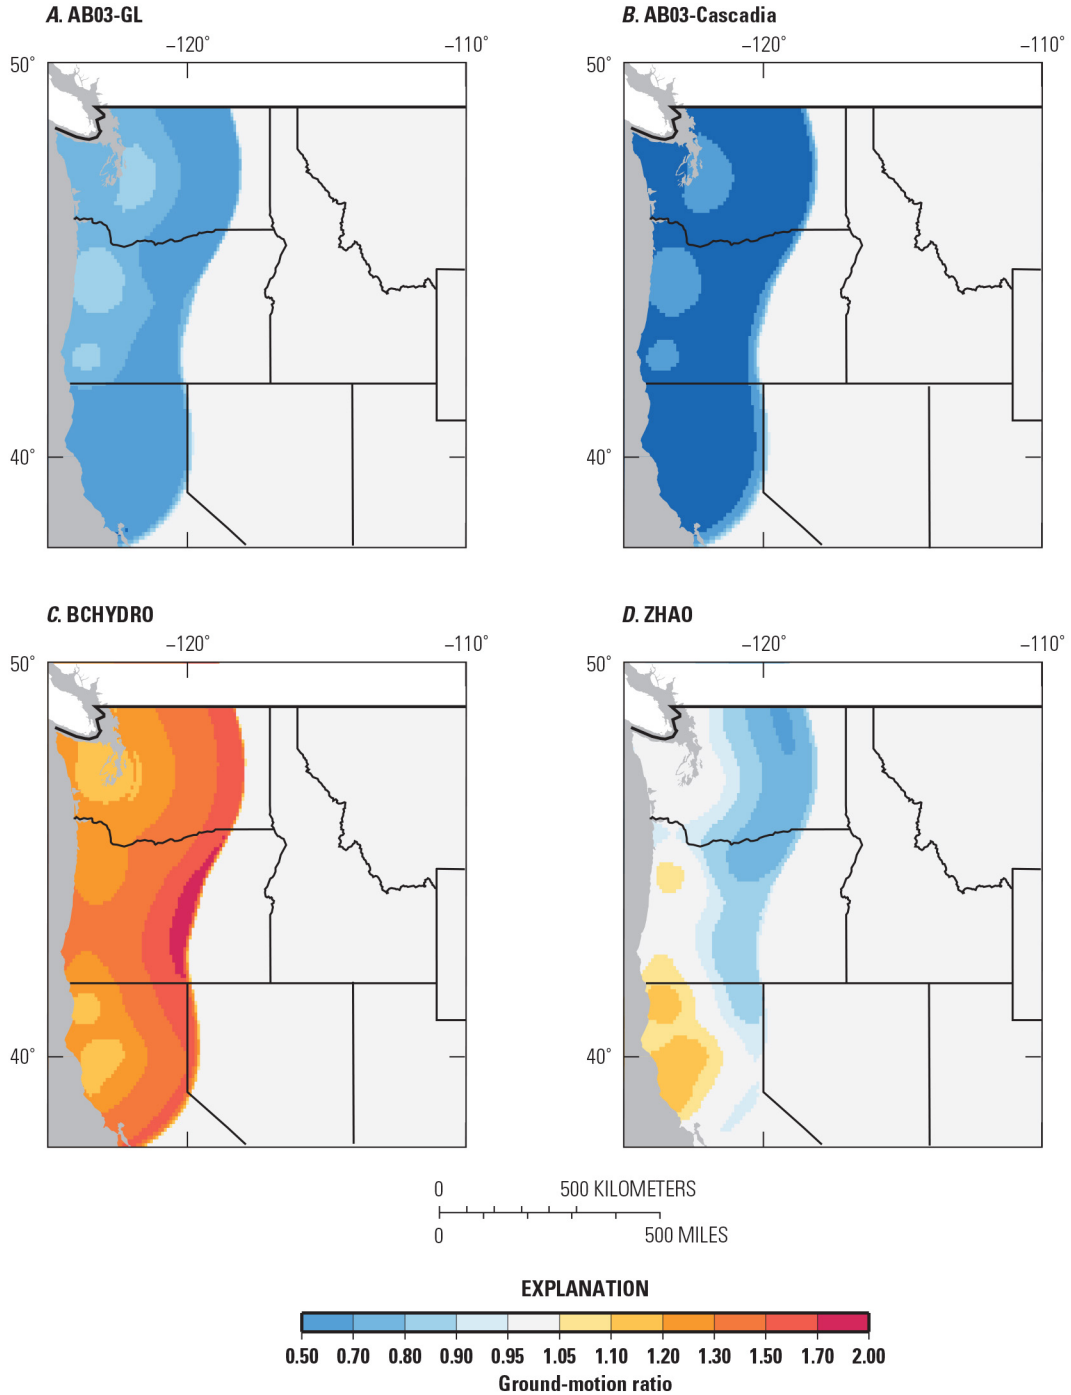 A. AB03-GL
B. AB03-Cascadia
–120˚ –110˚
–120˚ –110˚
50˚
50˚
40˚
40˚
C. BCHYDRO
D. ZHAO
–120˚ –110˚
–120˚ –110˚
50˚
50˚
40˚
40˚
0 500 KILOMETERS
0 500 MILES
EXPLANATION
0.50 0.70 0.80 0.90 0.95 1.05 1.10 1.20 1.30 1.50 1.70 2.00
Ground-motion ratio